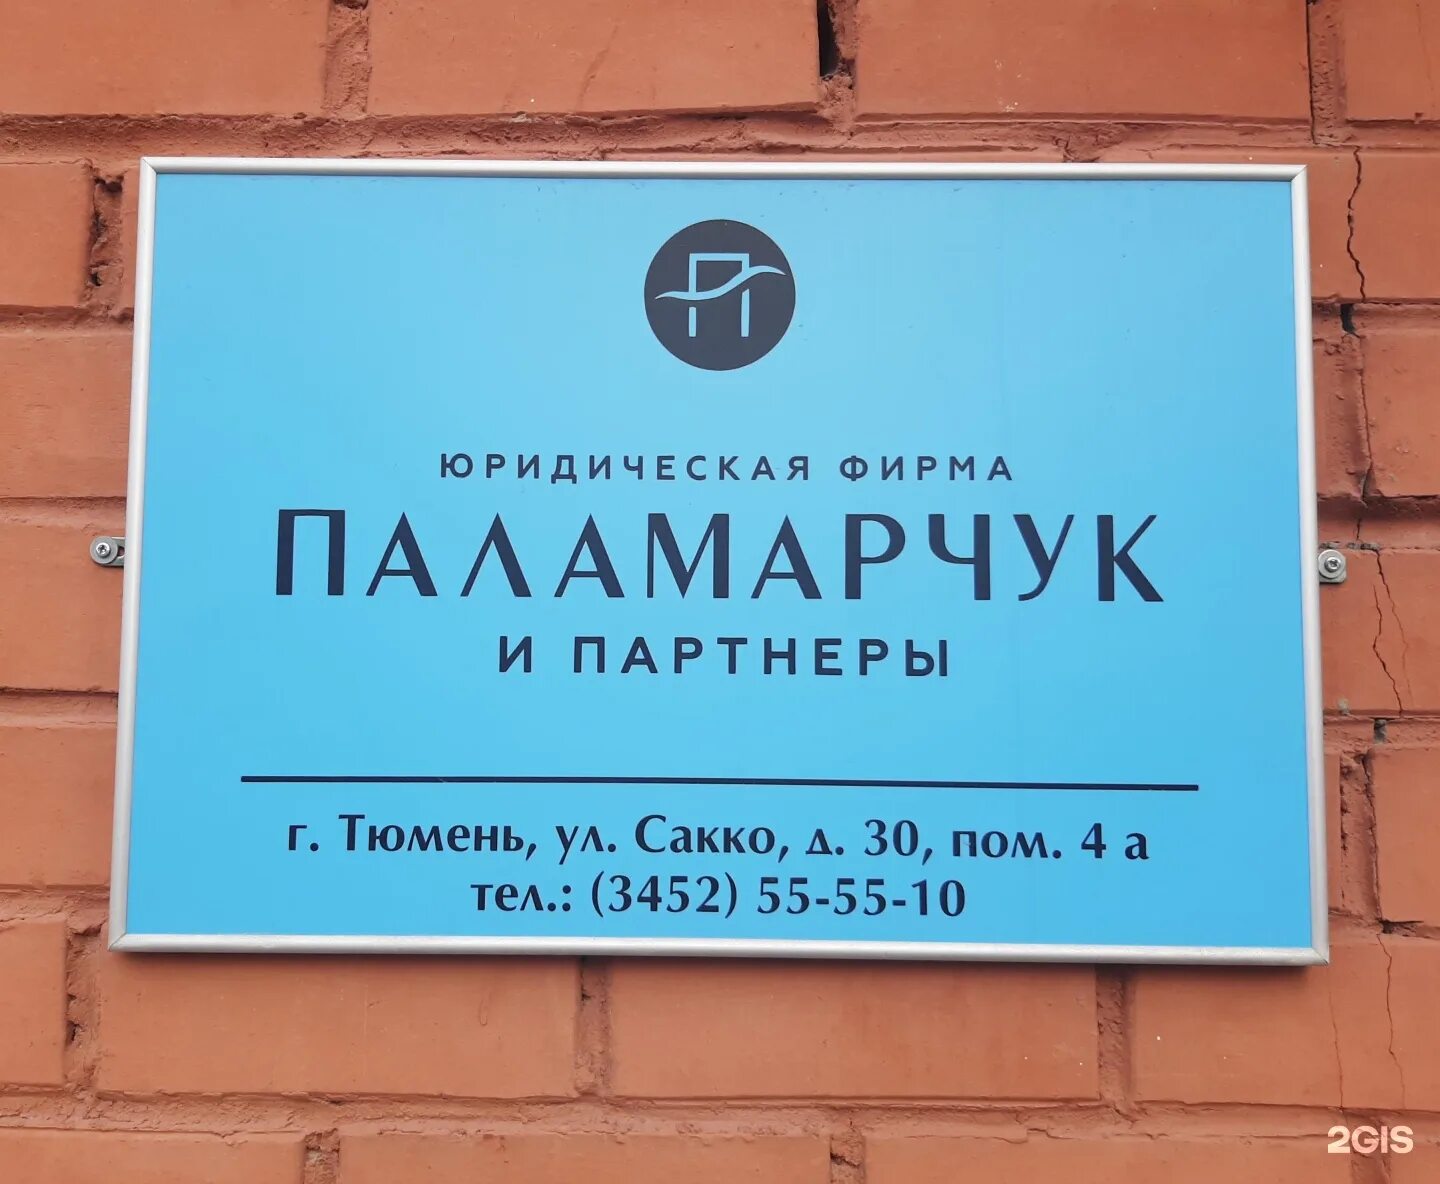 ЮРИДИЧЕСКАЯ ФИРМА
ПАЛАМАРЧУК
И ПАРТНЕРЫ
г. Тюмень, ул. Сакко, д. 30, пом. 4 а
тел.: (3452) 55-55-10
2GIS